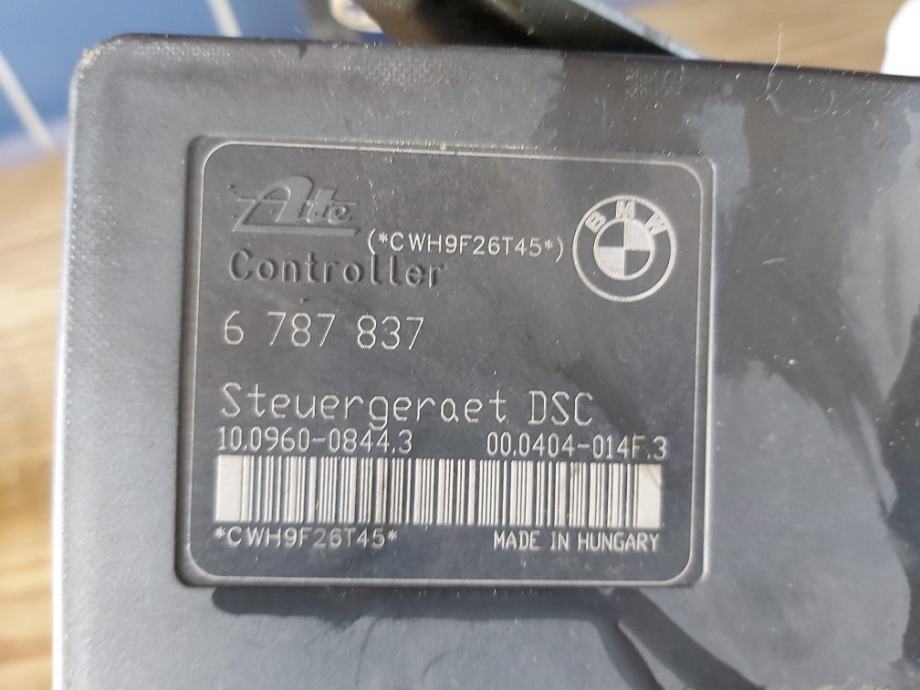 Ate
(*CWH9F26T45*)
BMW
Controller
6 787 837
Steuergeraet DSC
10.0960-0844.3 00.0404-014F.3
*CWH9F26T45* MADE IN HUNGARY